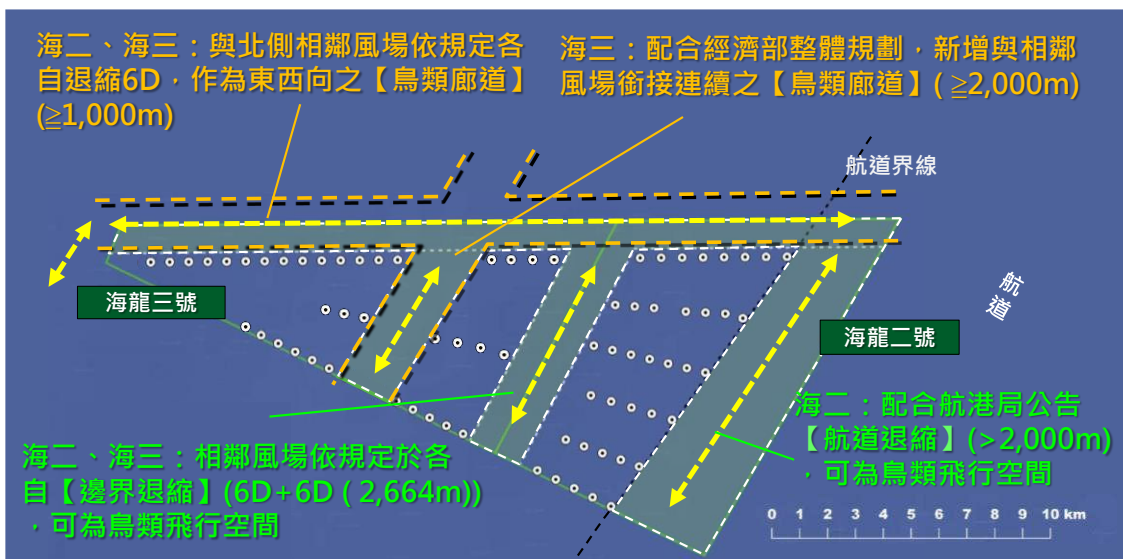 海二、海三：與北側相鄰風場依規定各
自退縮6D，作為東西向之【鳥類廊道】
(≧1,000m)
海三：配合經濟部整體規劃，新增與相鄰
風場銜接連續之【鳥類廊道】( ≧2,000m)
航道界線
航道
海龍三號
海龍二號
海二：配合航港局公告
【航道退縮】(>2,000m)
，可為鳥類飛行空間
海二、海三：相鄰風場依規定於各
自【邊界退縮】(6D+6D ( 2,664m))
，可為鳥類飛行空間
0 1 2 3 4 5 6 7 8 9 10 km